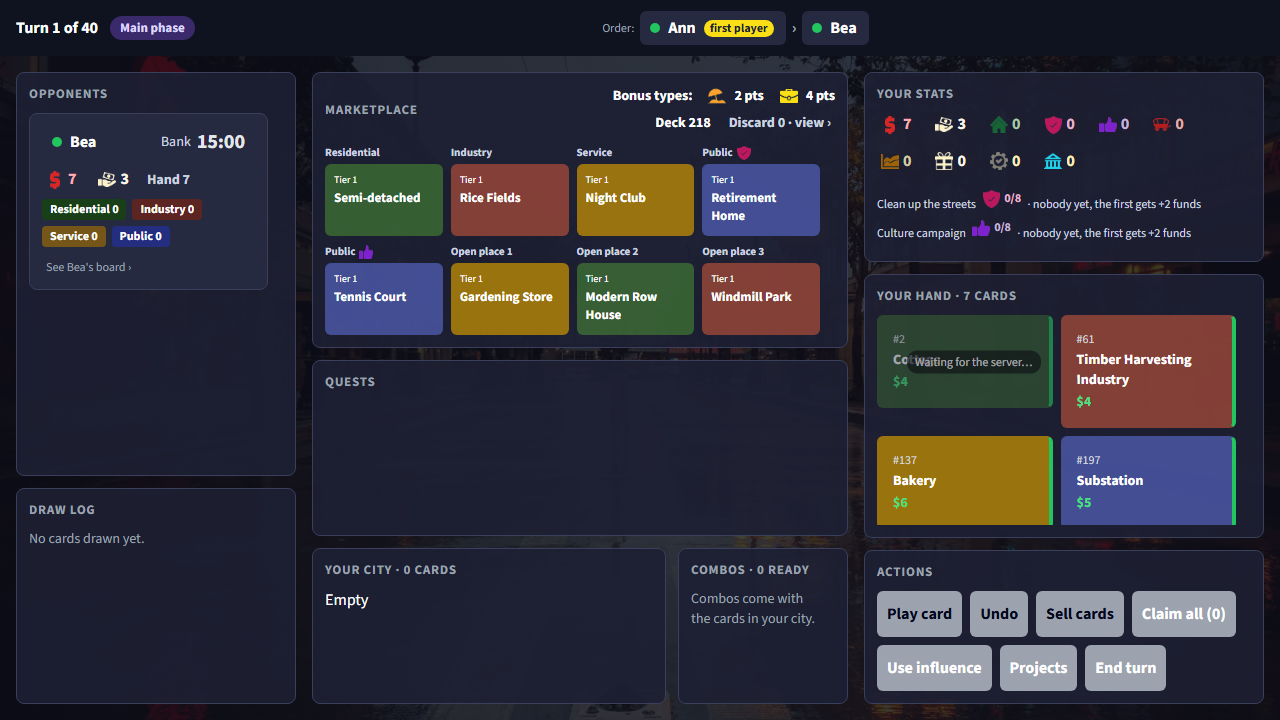 Turn 1 of 40
Main phase
Order:
Ann
first player
›
Bea
OPPONENTS
Bea
Bank 15:00
7
3
Hand 7
Residential 0
Industry 0
Service 0
Public 0
See Bea's board ›
DRAW LOG
No cards drawn yet.
MARKETPLACE
Bonus types:
2 pts
4 pts
Deck 218
Discard 0 · view ›
Residential
Industry
Service
Public
Tier 1
Semi-detached
Tier 1
Rice Fields
Tier 1
Night Club
Tier 1
Retirement
Home
Public
Open place 1
Open place 2
Open place 3
Tier 1
Tennis Court
Tier 1
Gardening Store
Tier 1
Modern Row
House
Tier 1
Windmill Park
QUESTS
YOUR CITY · 0 CARDS
Empty
COMBOS · 0 READY
Combos come with
the cards in your city.
YOUR STATS
7
3
0
0
0
0
0
0
0
0
Clean up the streets 0/8 · nobody yet, the first gets +2 funds
Culture campaign 0/8 · nobody yet, the first gets +2 funds
YOUR HAND · 7 CARDS
#2
Waiting for the server…
$4
#61
Timber Harvesting
Industry
$4
#137
Bakery
$6
#197
Substation
$5
ACTIONS
Play card
Undo
Sell cards
Claim all (0)
Use influence
Projects
End turn